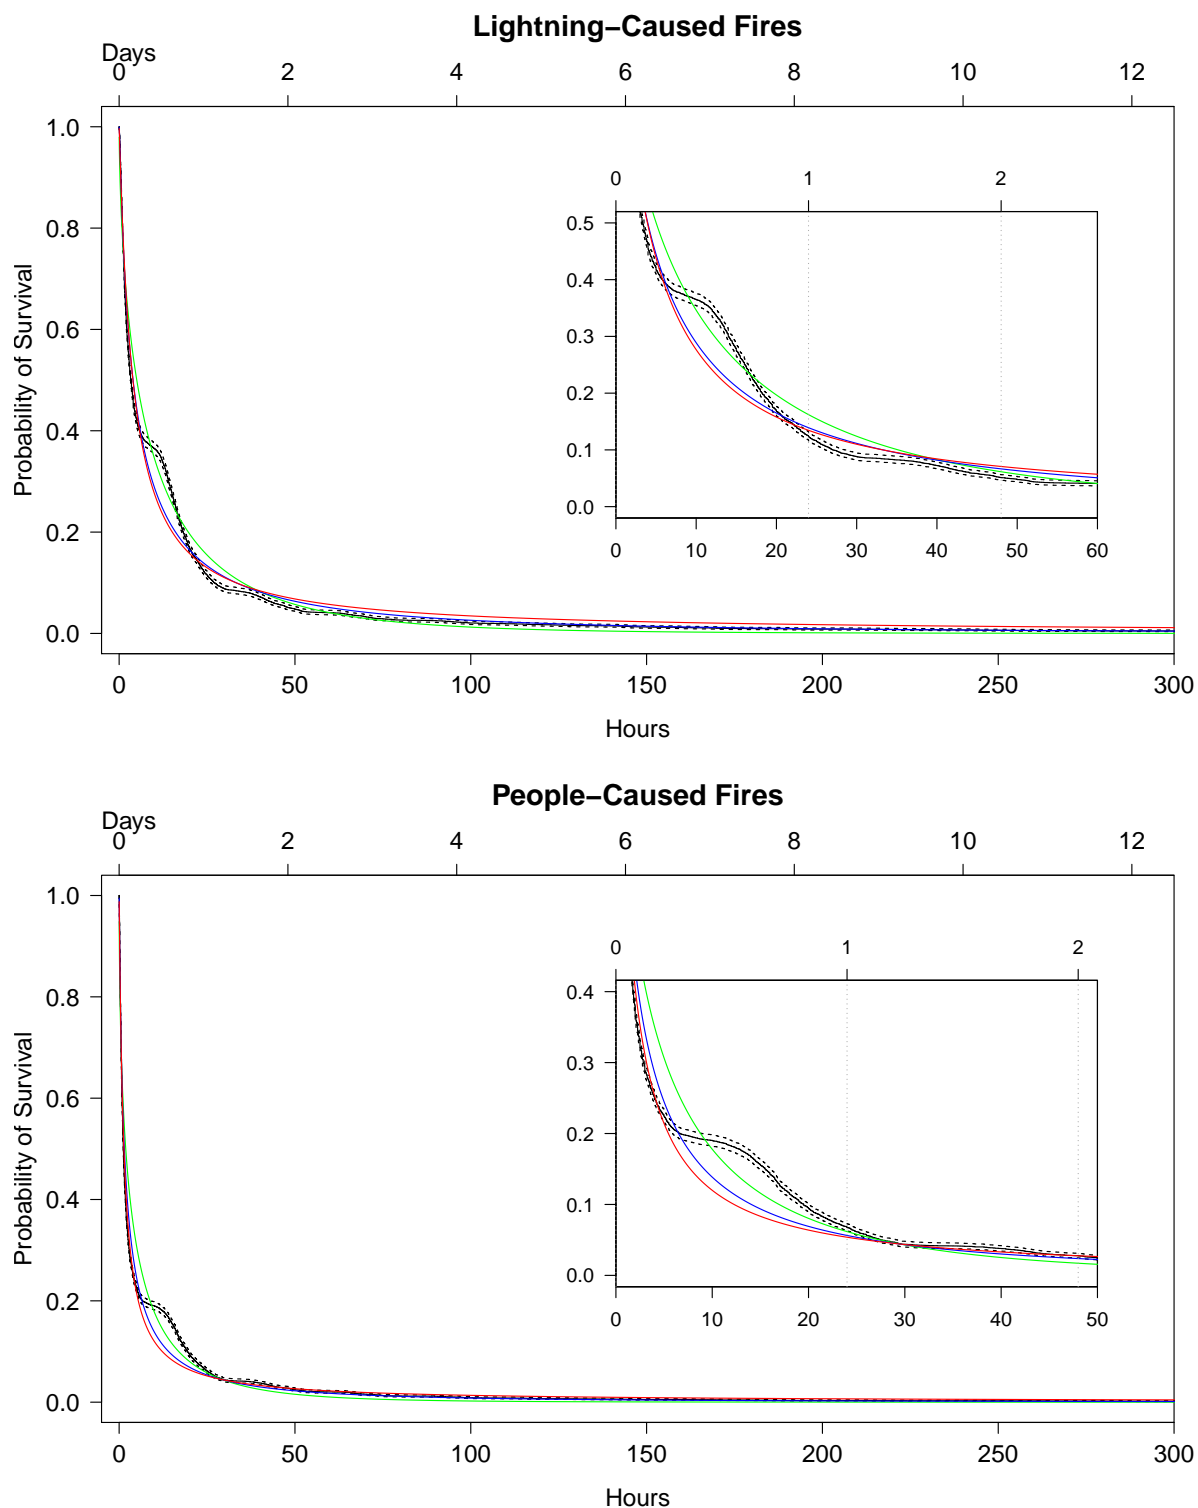 Lightning−Caused Fires
Days
0 2 4 6 8 10 12
1.0
0.8
0.6
0.4
0.2
0.0
Probability of Survival
0 1 2
0.5
0.4
0.3
0.2
0.1
0.0
0 10 20 30 40 50 60
0 50 100 150 200 250 300
Hours
People−Caused Fires
Days
0 2 4 6 8 10 12
1.0
0.8
0.6
0.4
0.2
0.0
Probability of Survival
0 1 2
0.4
0.3
0.2
0.1
0.0
0 10 20 30 40 50
0 50 100 150 200 250 300
Hours